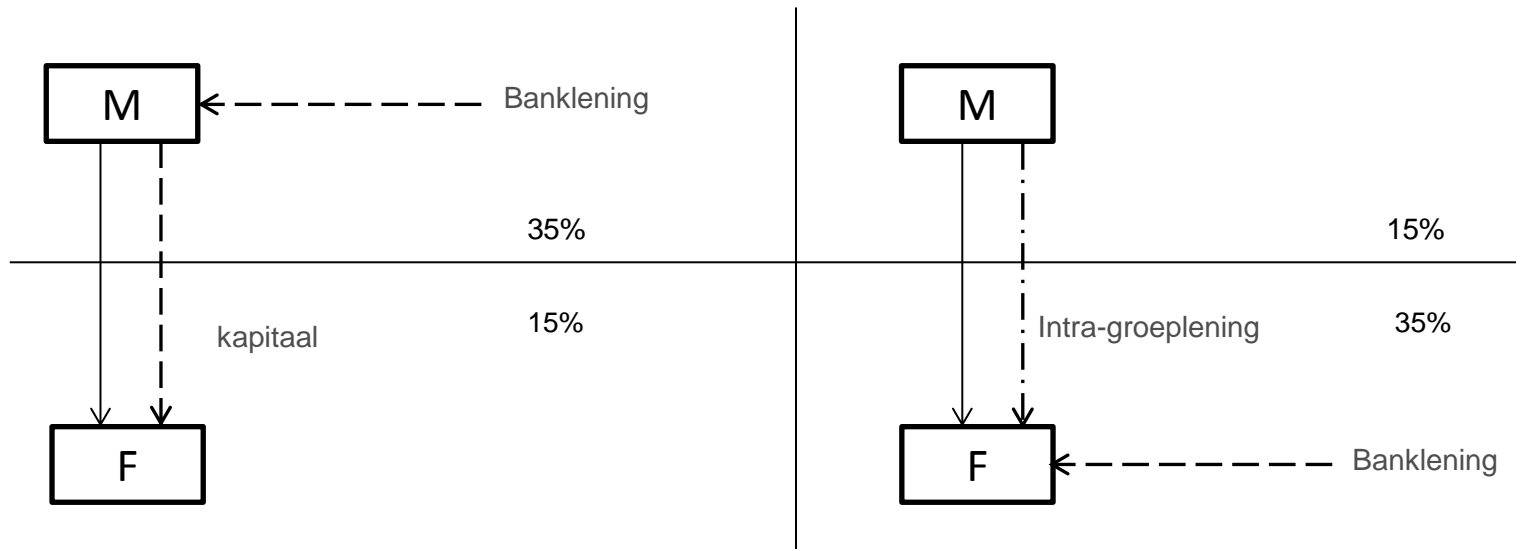 M
Banklening
35%
15%
kapitaal
F
M
15%
35%
Intra-groeplening
F
Banklening